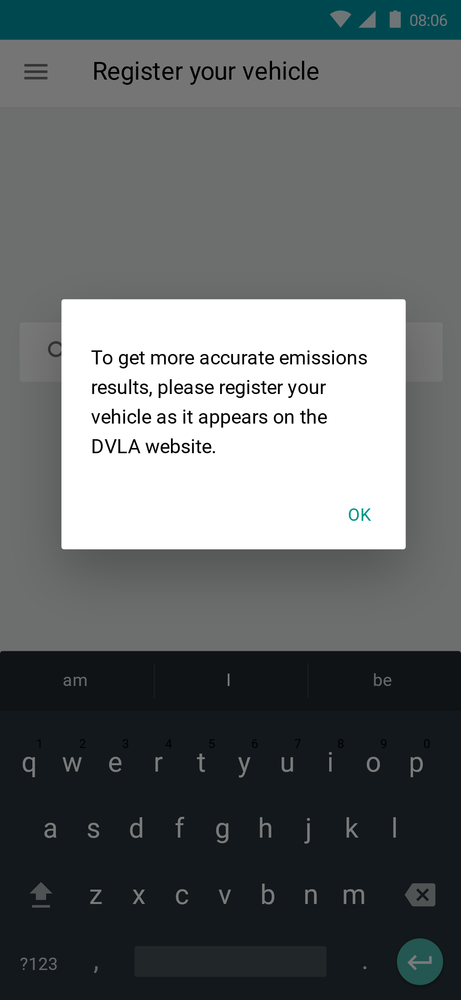 08:06
Register your vehicle
To get more accurate emissions
results, please register your
vehicle as it appears on the
DVLA website.
OK
am I be
1 2 3 4 5 6 7 8 9 0
q w e r t y u i o p
a s d f g h j k l
z x c v b n m
?123 , .